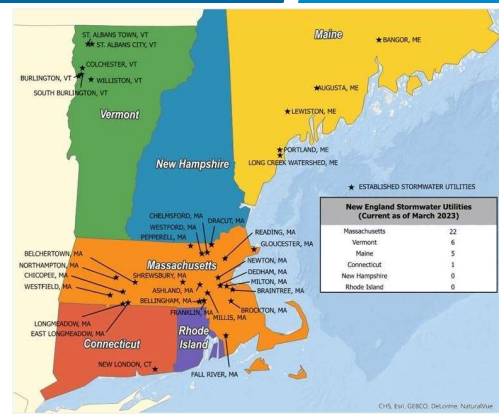 ST. ALBANS TOWN, VT
ST. ALBANS CITY, VT
COLCHESTER, VT
BURLINGTON, VT
WILLISTON, VT
SOUTH BURLINGTON, VT
Vermont
New Hampshire
Maine
BANGOR, ME
AUGUSTA, ME
LEWISTON, ME
PORTLAND, ME
LONG CREEK WATERSHED, ME
ESTABLISHED STORMWATER UTILITIES
New England Stormwater Utilities
(Current as of March 2023)
Massachusetts 22
Vermont 6
Maine 5
Connecticut 1
New Hampshire 0
Rhode Island 0
CHELMSFORD, MA
WESTFORD, MA
DRACUT, MA
PEPPERELL, MA
READING, MA
GLOUCESTER, MA
BELCHERTOWN, MA
Massachusetts
NEWTON, MA
NORTHAMPTON, MA
SHREWSBURY, MA
DEDHAM, MA
CHICOPEE, MA
ASHLAND, MA
MILTON, MA
WESTFIELD, MA
BELLINGHAM, MA
BRAINTREE, MA
FRANKLIN, MA
MILLIS, MA
BROCKTON, MA
LONGMEADOW, MA
EAST LONGMEADOW, MA
Rhode
Island
Connecticut
NEW LONDON, CT
FALL RIVER, MA
CHS, Esri, GEBCO, DeLorme, NaturalVue